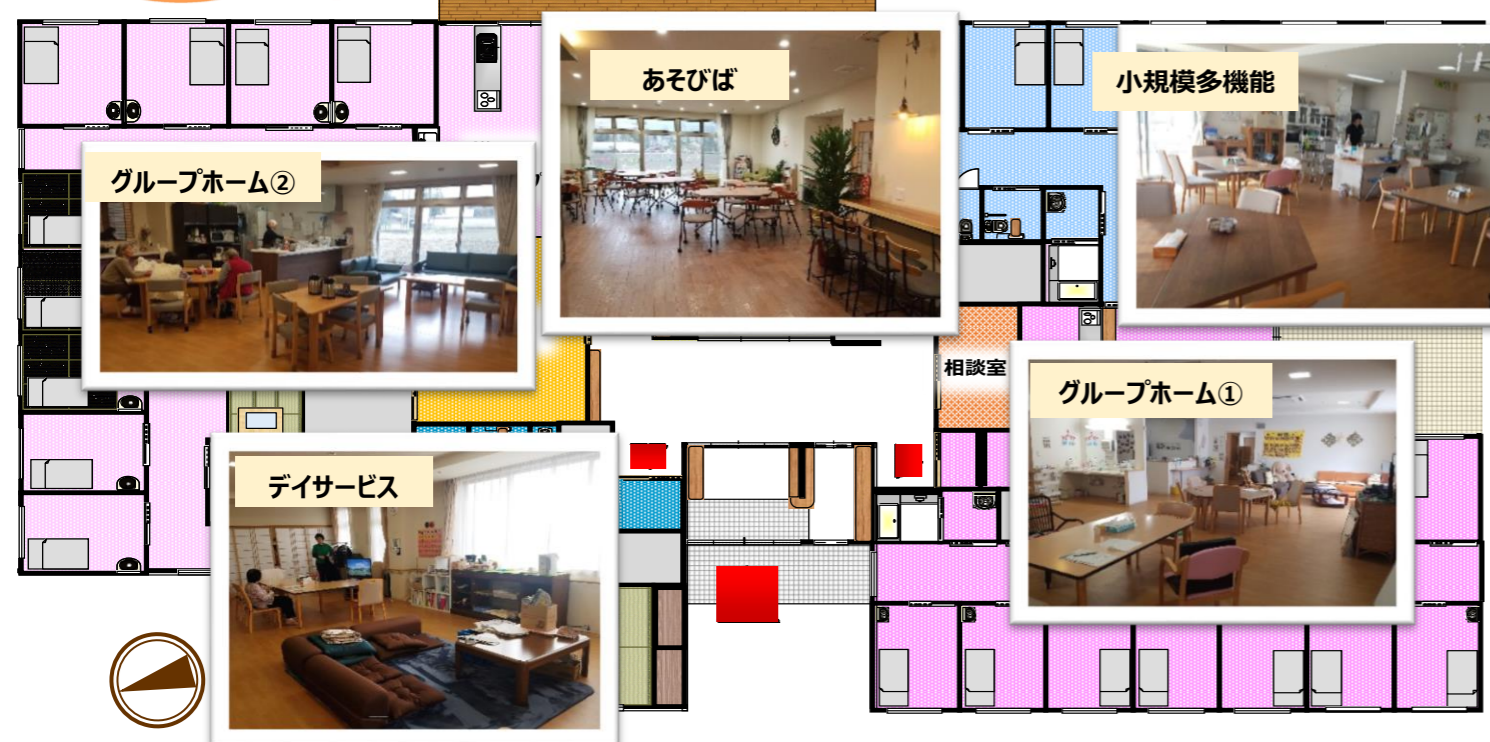 あそびば
小規模多機能
グループホーム②
相談室
グループホーム①
デイサービス